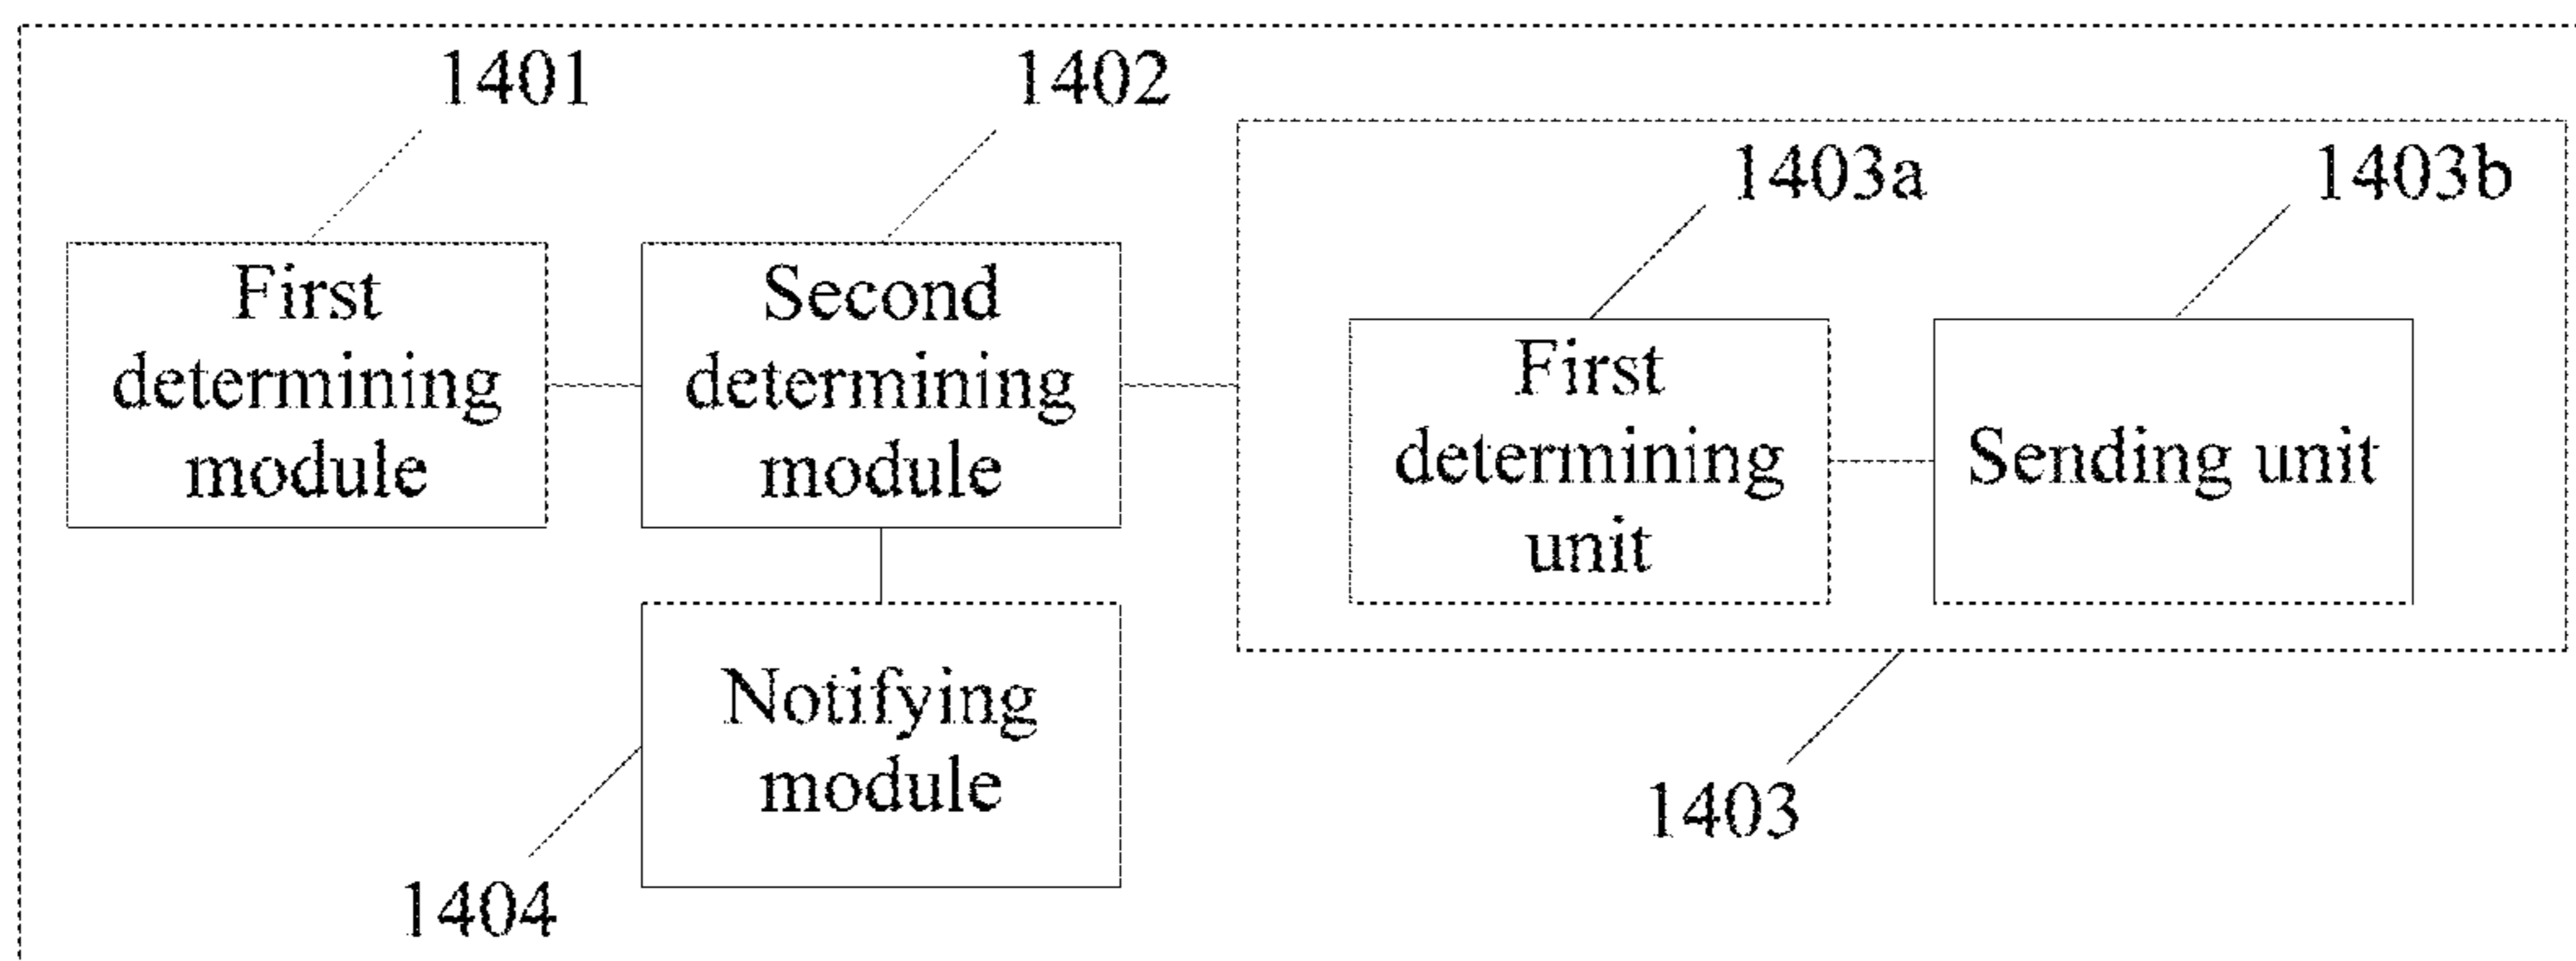 1401
1402
1403a
1403b
First
determining
module
Second
determining
module
First
determining
unit
Sending unit
Notifying
module
1403
1404